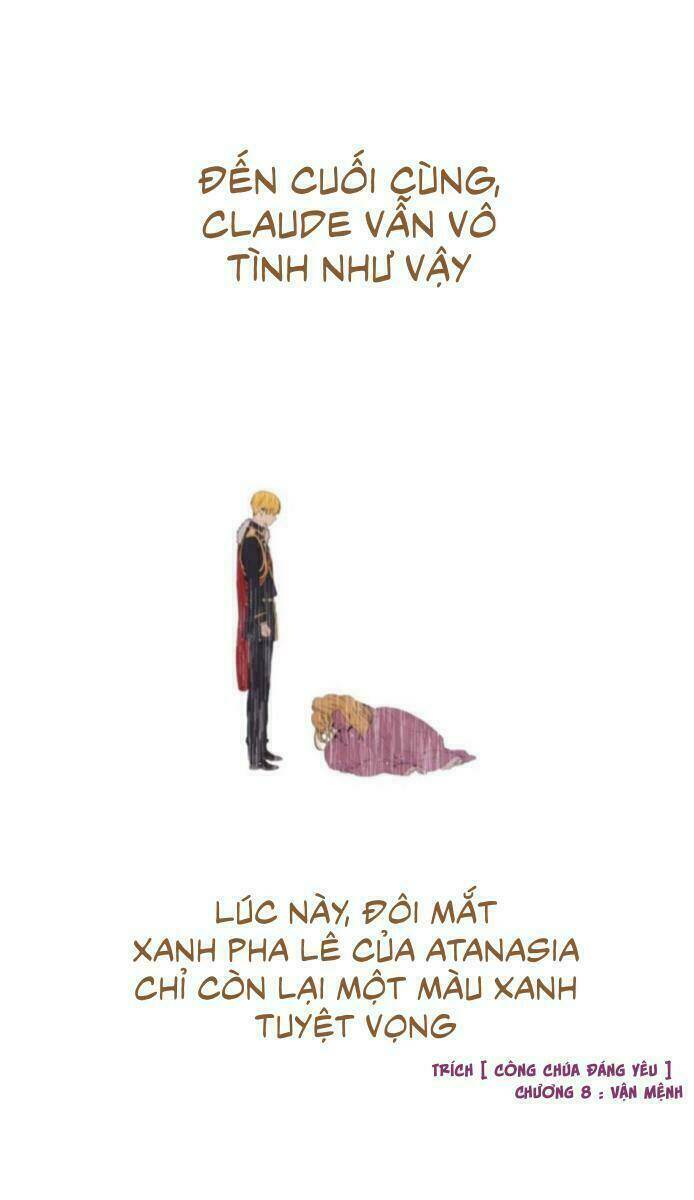 ĐẾN CUỐI CÙNG,
CLAUDE VẪN VÔ
TÌNH NHƯ VẬY
LÚC NÀY, ĐÔI MẮT
XANH PHA LÊ CỦA ATANASIA
CHỈ CÒN LẠI MỘT MÀU XANH
TUYỆT VỌNG
TRÍCH [ CÔNG CHÚA ĐÁNG YÊU ]
CHƯƠNG 8 : VẬN MỆNH